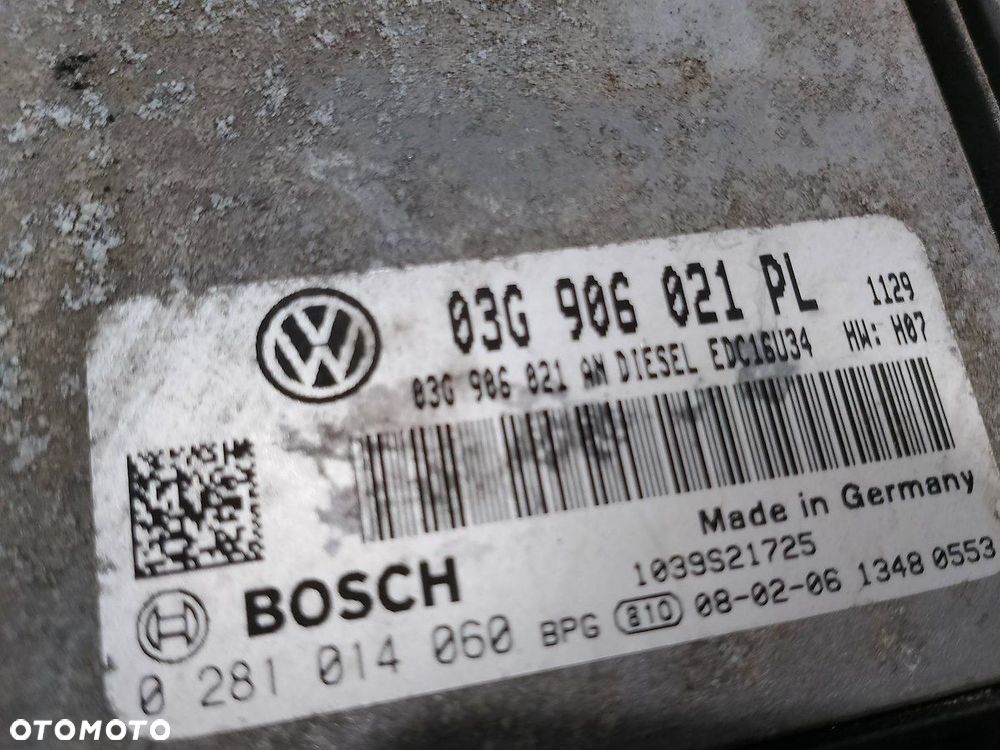 03G 906 021 PL 1129
03G 906 021 AN DIESEL EDC16U34 HW: H07
Made in Germany
BOSCH 1039S21725
0 281 014 060 BPG 810 08-02-06 1348 0553
OTOMOTO